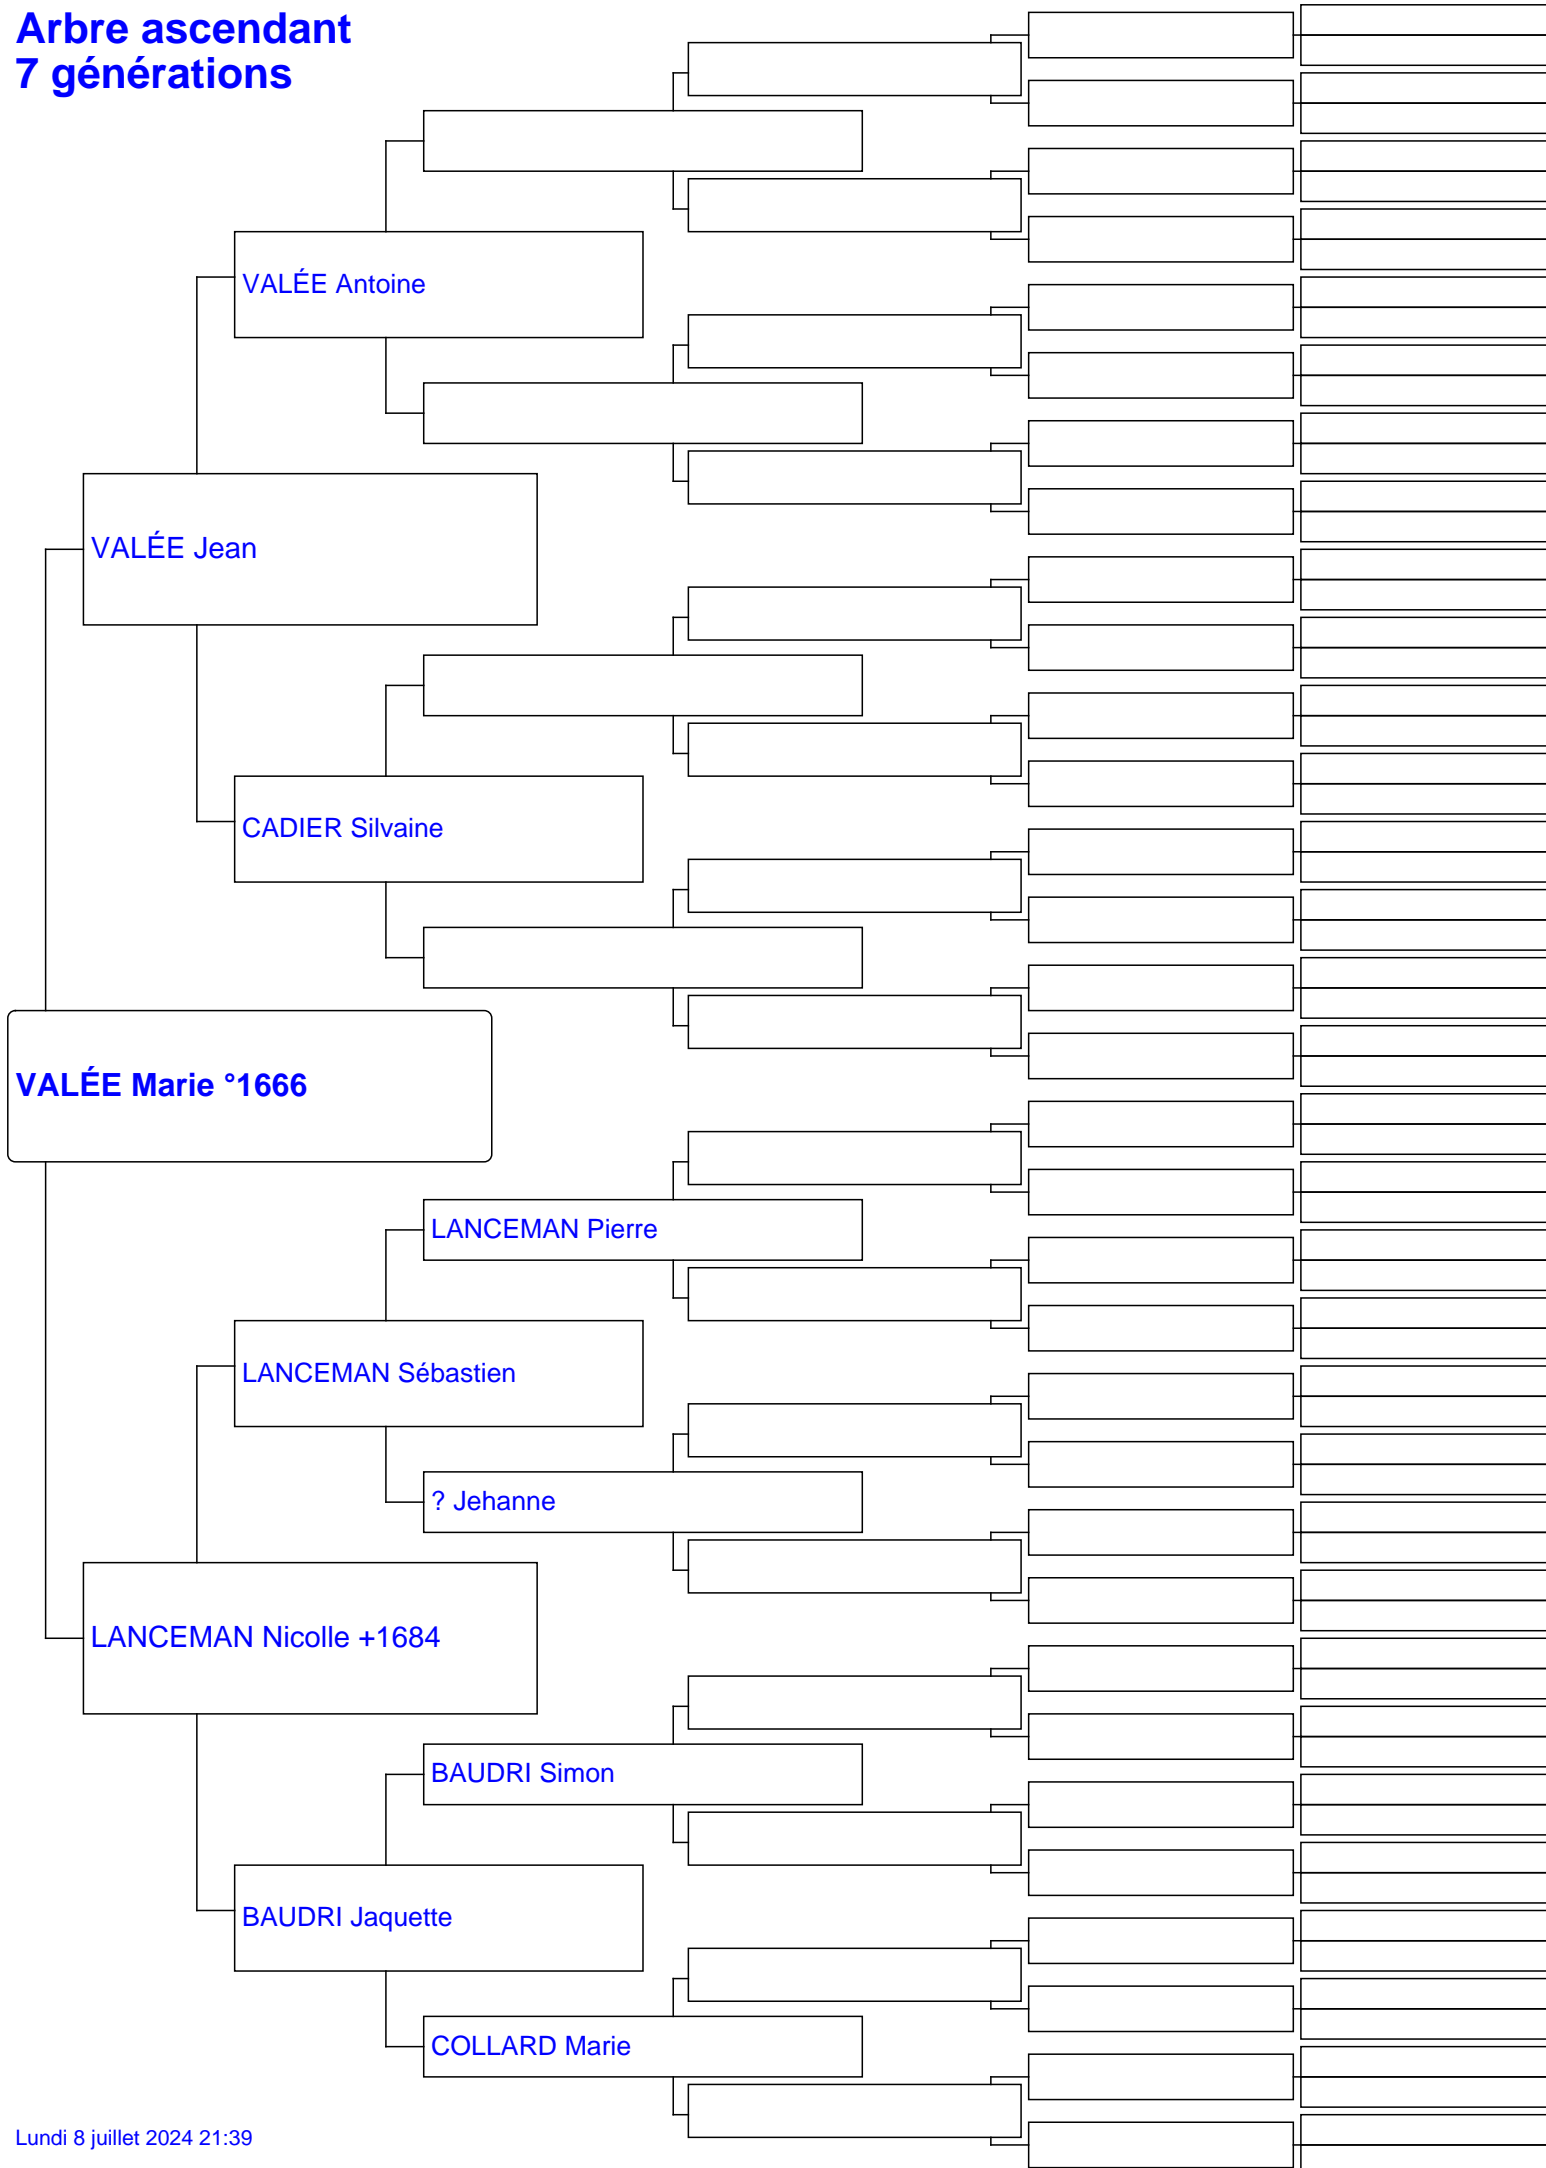 Arbre ascendant
7 générations
VALÉE Antoine
VALÉE Jean
CADIER Silvaine
VALÉE Marie °1666
LANCEMAN Pierre
LANCEMAN Sébastien
? Jehanne
LANCEMAN Nicolle +1684
BAUDRI Simon
BAUDRI Jaquette
COLLARD Marie
Lundi 8 juillet 2024 21:39